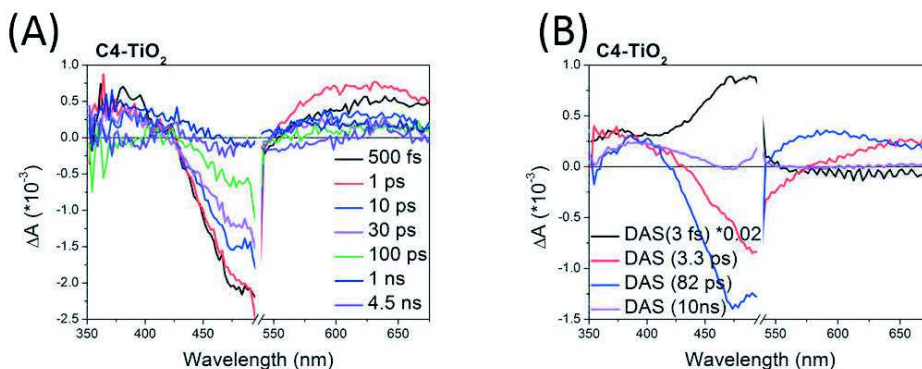 (A)
C4-TiO₂
1.0
0.5
0.0
-0.5
-1.0
-1.5
-2.0
-2.5
ΔA (*10⁻³)
500 fs
1 ps
10 ps
30 ps
100 ps
1 ns
4.5 ns
350 400 450 550 600 650
Wavelength (nm)
(B)
C4-TiO₂
1.0
0.5
0.0
-0.5
-1.0
-1.5
ΔA (*10⁻³)
DAS(3 fs) *0.02
DAS (3.3 ps)
DAS (82 ps)
DAS (10ns)
350 400 450 550 600 650
Wavelength (nm)